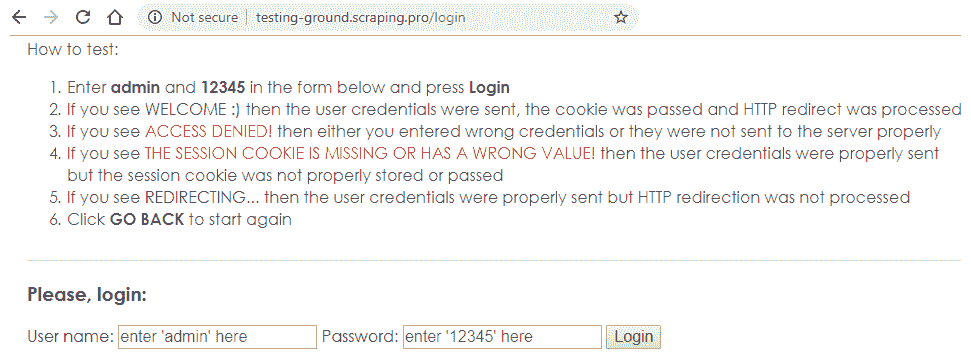 Not secure | testing-ground.scraping.pro/login
How to test:
1. Enter admin and 12345 in the form below and press Login
2. If you see WELCOME :) then the user credentials were sent, the cookie was passed and HTTP redirect was processed
3. If you see ACCESS DENIED! then either you entered wrong credentials or they were not sent to the server properly
4. If you see THE SESSION COOKIE IS MISSING OR HAS A WRONG VALUE! then the user credentials were properly sent
but the session cookie was not properly stored or passed
5. If you see REDIRECTING... then the user credentials were properly sent but HTTP redirection was not processed
6. Click GO BACK to start again
Please, login:
User name: enter 'admin' here Password: enter '12345' here Login